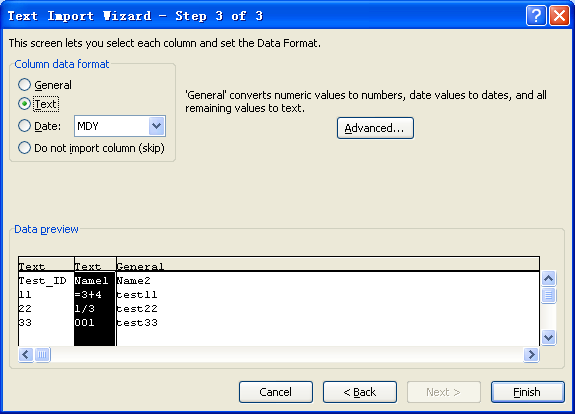 Text Import Wizard - Step 3 of 3
This screen lets you select each column and set the Data Format.
Column data format
General
Text
Date: MDY
Do not import column (skip)
'General' converts numeric values to numbers, date values to dates, and all
remaining values to text.
Advanced...
Data preview
Text Text General
Test_ID Name1 Name2
11 =3+4 test11
22 1/3 test22
33 001 test33
Cancel < Back Next > Finish